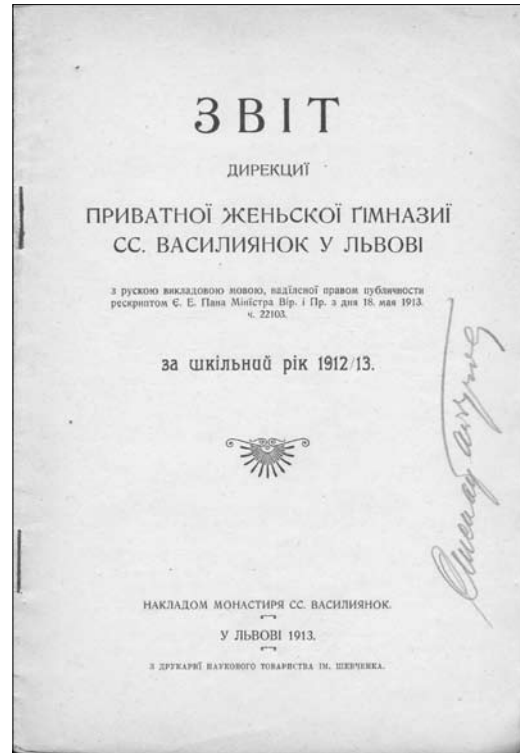 ЗВІТ
ДИРЕКЦИЇ
ПРИВАТНОЇ ЖЕНЬСКОЇ ҐІМНАЗИЇ
СС. ВАСИЛИЯНОК У ЛЬВОВІ
з рускою викладовою мовою, наділеної правом публичности
рескриптом Є. Е. Пана Міністра Вір. і Пр. з дня 18. мая 1913.
ч. 22103.
за шкільний рік 1912/13.
НАКЛАДОМ МОНАСТИРЯ СС. ВАСИЛИЯНОК.
У ЛЬВОВІ 1913.
З ДРУКАРНЇ НАУКОВОГО ТОВАРИСТВА ІМ. ШЕВЧЕНКА.